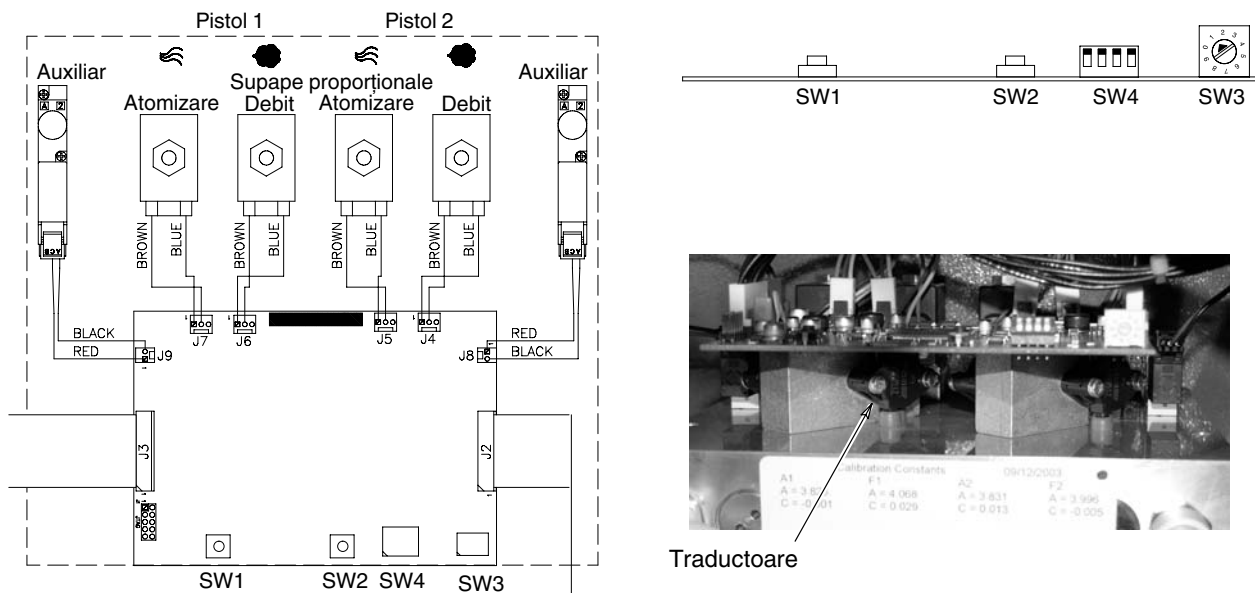 Pistol 1 Pistol 2
Auxiliar Auxiliar
Supape proporționale
Atomizare Debit Atomizare Debit
A 2 A 2
BROWN BLUE BROWN BLUE BROWN BLUE BROWN BLUE
J7 J6 J5 J4
BLACK RED
RED J9 J8 BLACK
J3 J2
SW1 SW2 SW4 SW3
SW1 SW2 SW4 SW3
Calibration Constants 09/12/2003
A1 F1 A2 F2
A = 4.068 A = 3.831 A = 3.996
C = 0.029 C = 0.013 C = -0.005
Traductoare